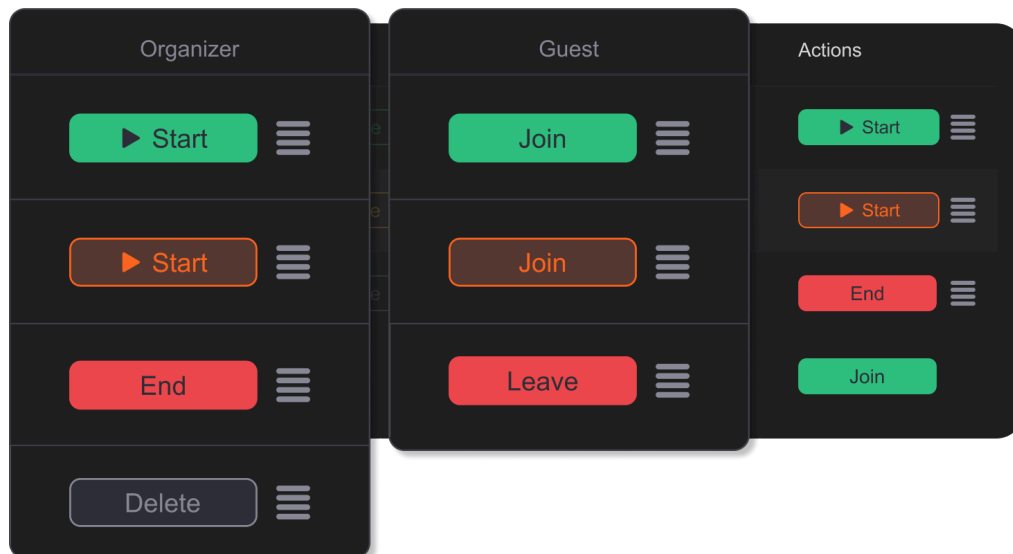 Organizer
Start
Start
End
Delete
Guest
Join
Join
Leave
Actions
Start
Start
End
Join